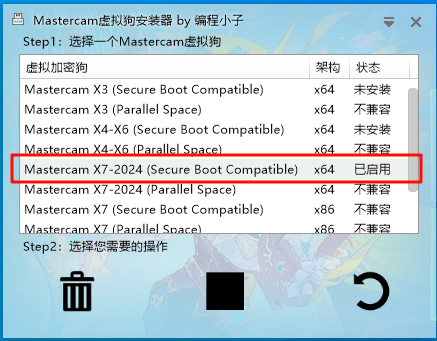 Mastercam虚拟狗安装器 by 编程小子
Step1：选择一个Mastercam虚拟狗
虚拟加密狗 架构 状态
Mastercam X3 (Secure Boot Compatible) x64 未安装
Mastercam X3 (Parallel Space) x64 不兼容
Mastercam X4-X6 (Secure Boot Compatible) x64 未安装
Mastercam X4-X6 (Parallel Space) x64 不兼容
Mastercam X7-2024 (Secure Boot Compatible) x64 已启用
Mastercam X7-2024 (Parallel Space) x64 不兼容
Mastercam X7 (Secure Boot Compatible) x86 不兼容
Mastercam X7 (Parallel Space) x86 不兼容
Step2：选择您需要的操作